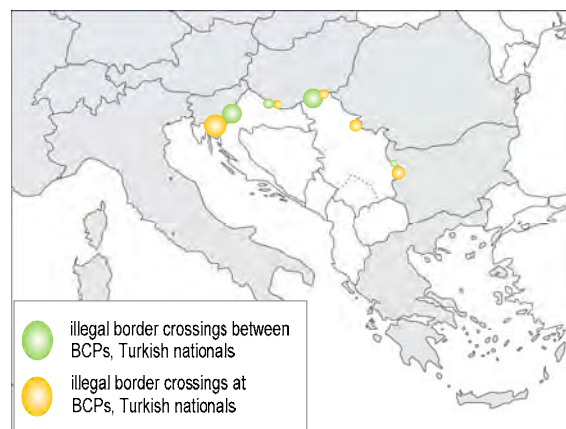 illegal border crossings between
BCPs, Turkish nationals
illegal border crossings at
BCPs, Turkish nationals